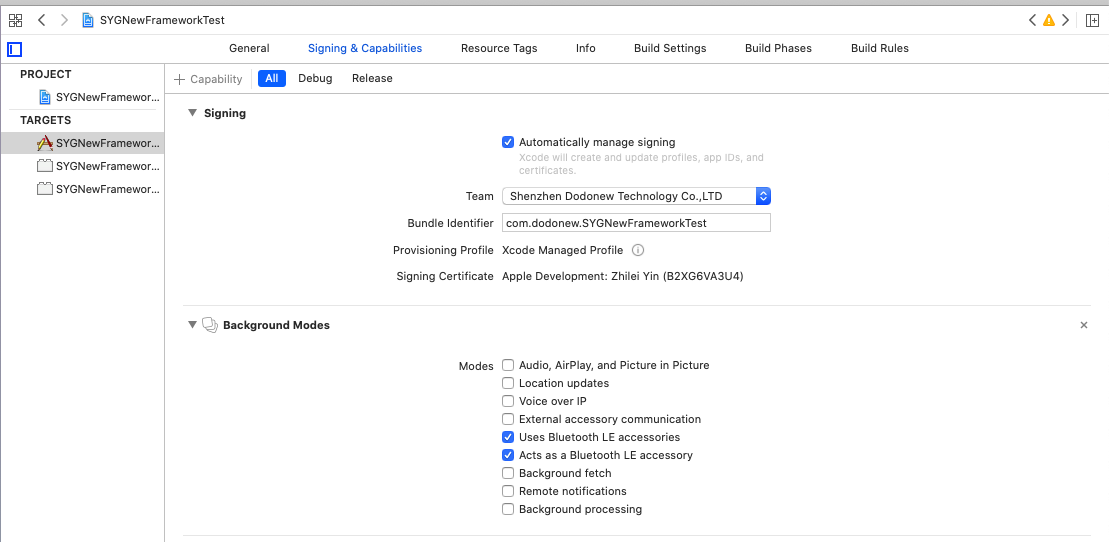 SYGNewFrameworkTest
General Signing & Capabilities Resource Tags Info Build Settings Build Phases Build Rules
PROJECT
SYGNewFramewor...
TARGETS
SYGNewFramewor...
SYGNewFramewor...
SYGNewFramewor...
+ Capability All Debug Release
Signing
Automatically manage signing
Xcode will create and update profiles, app IDs, and
certificates.
Team Shenzhen Dodonew Technology Co.,LTD
Bundle Identifier com.dodonew.SYGNewFrameworkTest
Provisioning Profile Xcode Managed Profile
Signing Certificate Apple Development: Zhilei Yin (B2XG6VA3U4)
Background Modes
Modes Audio, AirPlay, and Picture in Picture
Location updates
Voice over IP
External accessory communication
Uses Bluetooth LE accessories
Acts as a Bluetooth LE accessory
Background fetch
Remote notifications
Background processing